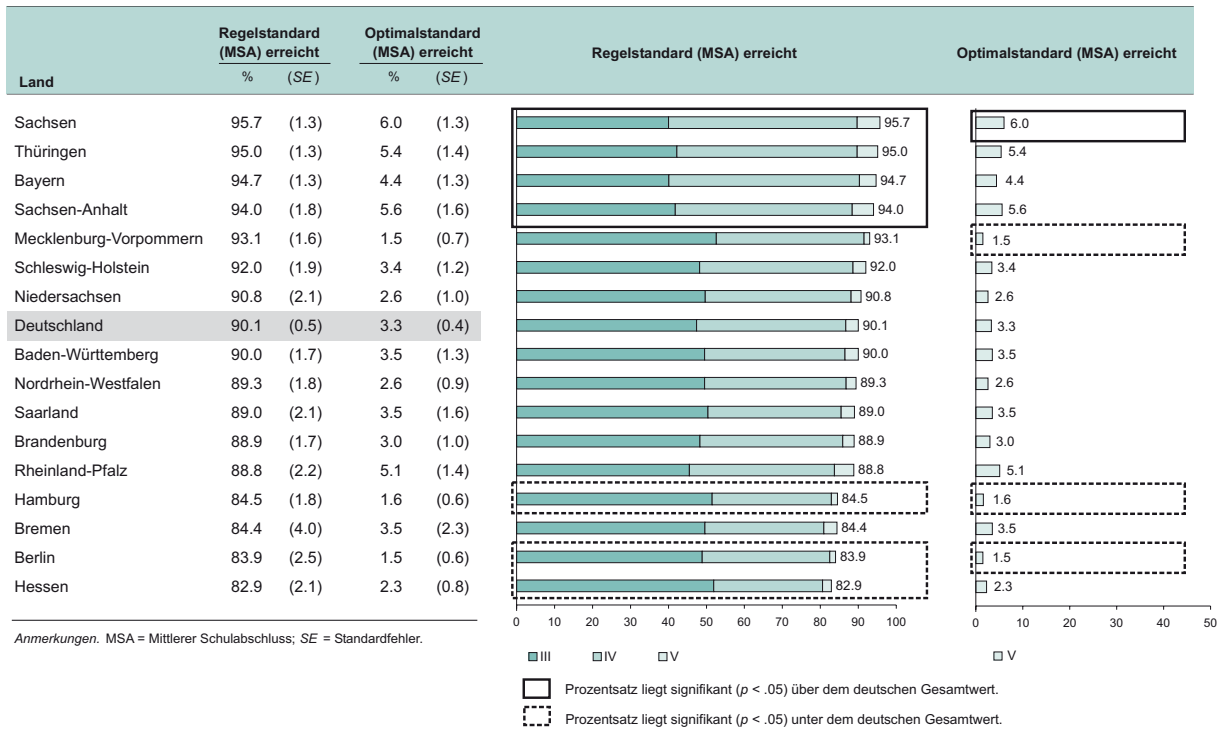 Land
Regelstandard (MSA) erreicht
Optimalstandard (MSA) erreicht
Regelstandard (MSA) erreicht
Optimalstandard (MSA) erreicht
% (SE) % (SE)
Sachsen 95.7 (1.3) 6.0 (1.3) 95.7 6.0
Thüringen 95.0 (1.3) 5.4 (1.4) 95.0 5.4
Bayern 94.7 (1.3) 4.4 (1.3) 94.7 4.4
Sachsen-Anhalt 94.0 (1.8) 5.6 (1.6) 94.0 5.6
Mecklenburg-Vorpommern 93.1 (1.6) 1.5 (0.7) 93.1 1.5
Schleswig-Holstein 92.0 (1.9) 3.4 (1.2) 92.0 3.4
Niedersachsen 90.8 (2.1) 2.6 (1.0) 90.8 2.6
Deutschland 90.1 (0.5) 3.3 (0.4) 90.1 3.3
Baden-Württemberg 90.0 (1.7) 3.5 (1.3) 90.0 3.5
Nordrhein-Westfalen 89.3 (1.8) 2.6 (0.9) 89.3 2.6
Saarland 89.0 (2.1) 3.5 (1.6) 89.0 3.5
Brandenburg 88.9 (1.7) 3.0 (1.0) 88.9 3.0
Rheinland-Pfalz 88.8 (2.2) 5.1 (1.4) 88.8 5.1
Hamburg 84.5 (1.8) 1.6 (0.6) 84.5 1.6
Bremen 84.4 (4.0) 3.5 (2.3) 84.4 3.5
Berlin 83.9 (2.5) 1.5 (0.6) 83.9 1.5
Hessen 82.9 (2.1) 2.3 (0.8) 82.9 2.3
0 10 20 30 40 50 60 70 80 90 100 0 10 20 30 40 50
Anmerkungen. MSA = Mittlerer Schulabschluss; SE = Standardfehler.
III IV V V
Prozentsatz liegt signifikant (p < .05) über dem deutschen Gesamtwert.
Prozentsatz liegt signifikant (p < .05) unter dem deutschen Gesamtwert.